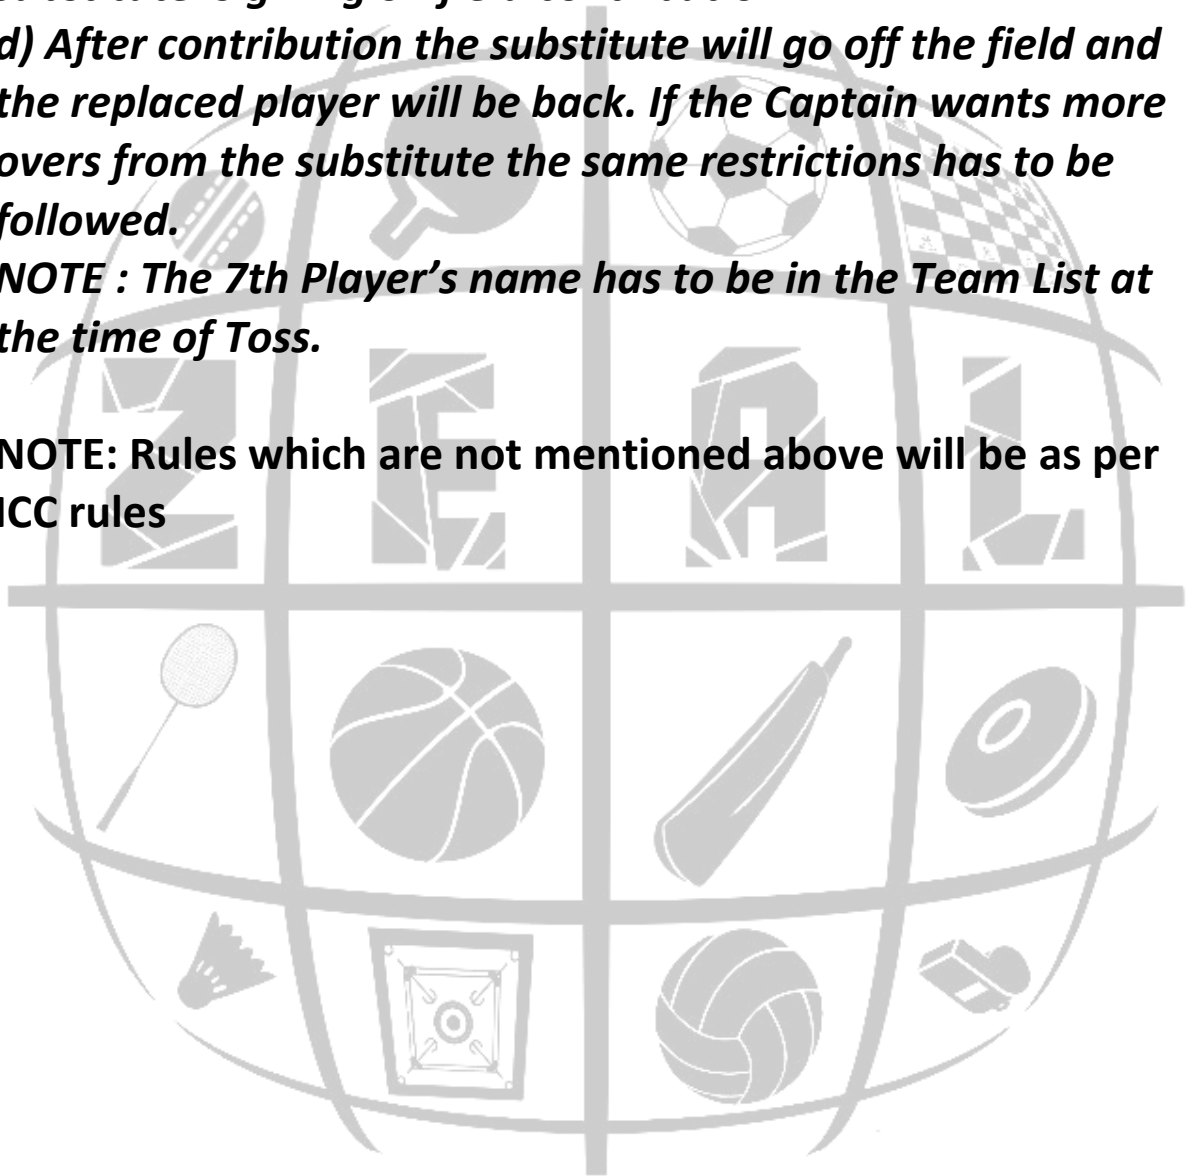 d) After contribution the substitute will go off the field and
the replaced player will be back. If the Captain wants more
overs from the substitute the same restrictions has to be
followed.
NOTE : The 7th Player’s name has to be in the Team List at
the time of Toss.
ZEAL
NOTE: Rules which are not mentioned above will be as per
ICC rules